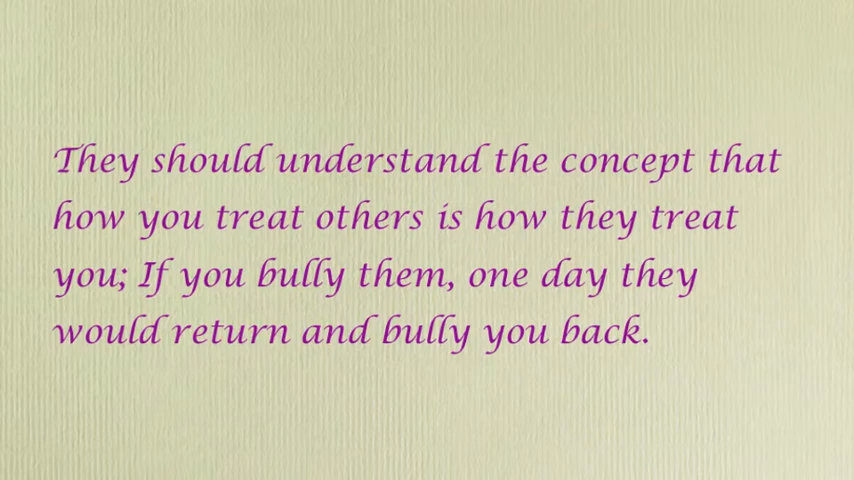 They should understand the concept that
how you treat others is how they treat
you; If you bully them, one day they
would return and bully you back.